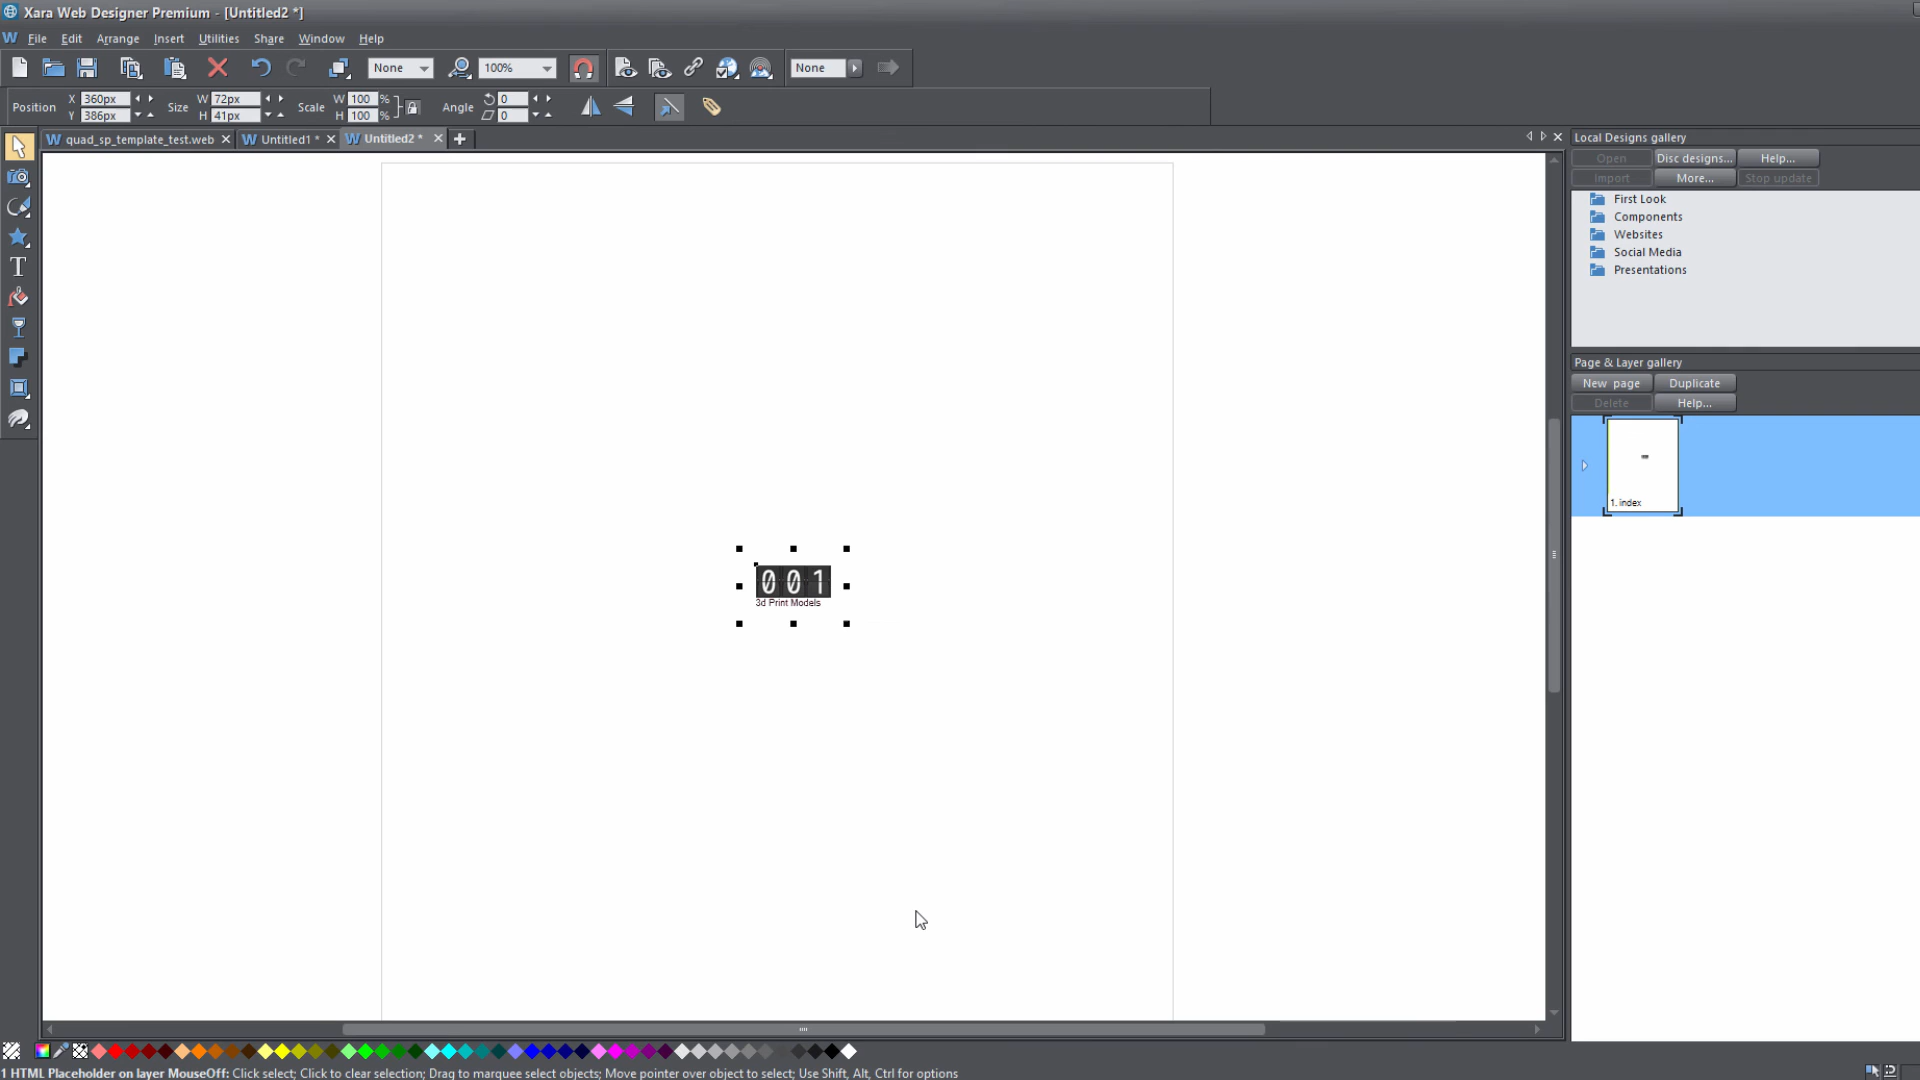 Xara Web Designer Premium - [Untitled2 *]
File Edit Arrange Insert Utilities Share Window Help
None 100% None
Position X 360px Y 386px Size W 72px H 41px Scale W 100 % H 100 % Angle 0 0
quad_sp_template_test.web Untitled1 * Untitled2 *
Local Designs gallery
Open Disc designs... Help...
Import More... Stop update
First Look
Components
Websites
Social Media
Presentations
Page & Layer gallery
New page Duplicate
Delete Help...
1. index
001
3d Print Models
1 HTML Placeholder on layer MouseOff: Click select; Click to clear selection; Drag to marquee select objects; Move pointer over object to select; Use Shift, Alt, Ctrl for options